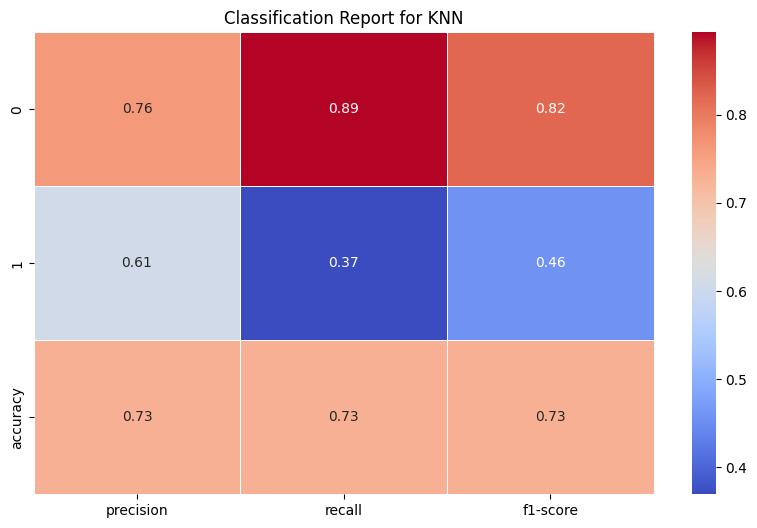 Classification Report for KNN
0 0.76 0.89 0.82
1 0.61 0.37 0.46
accuracy 0.73 0.73 0.73
precision recall f1-score
0.8
0.7
0.6
0.5
0.4